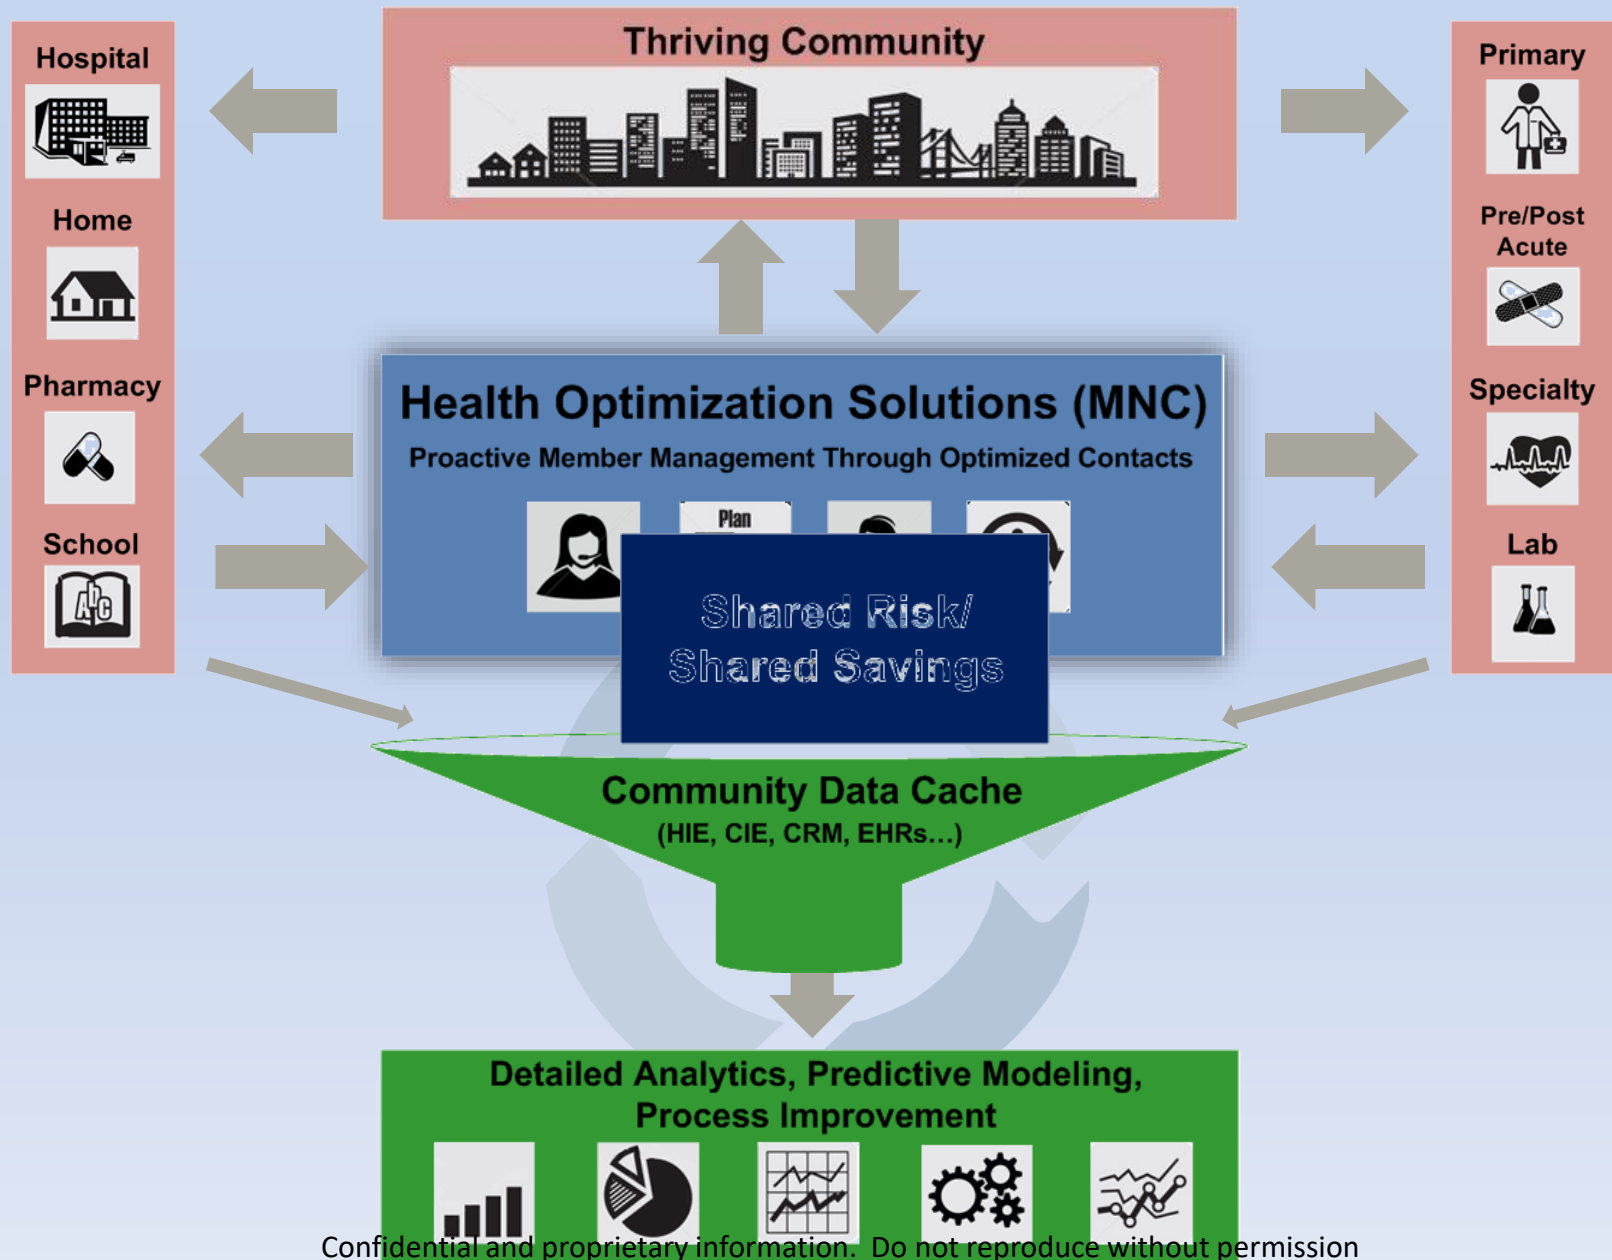 Thriving Community
Hospital
Home
Pharmacy
School
Primary
Pre/Post
Acute
Specialty
Lab
Health Optimization Solutions (MNC)
Proactive Member Management Through Optimized Contacts
Plan
Shared Risk/
Shared Savings
Community Data Cache
(HIE, CIE, CRM, EHRs...)
Detailed Analytics, Predictive Modeling,
Process Improvement
Confidential and proprietary information. Do not reproduce without permission
AbC